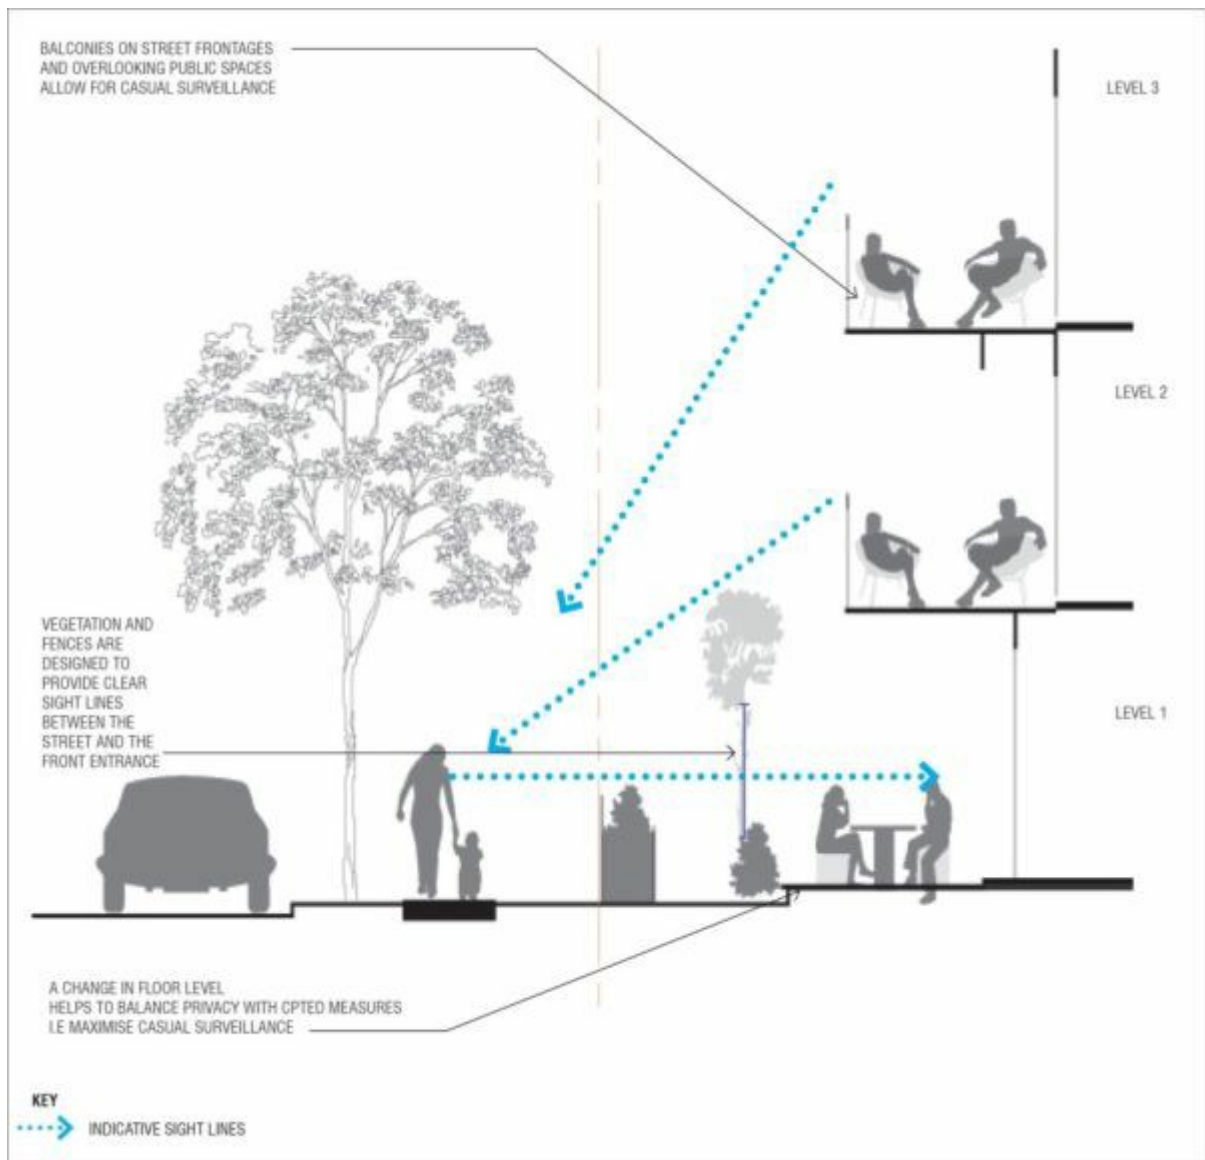 BALCONIES ON STREET FRONTAGES
AND OVERLOOKING PUBLIC SPACES
ALLOW FOR CASUAL SURVEILLANCE
LEVEL 3
LEVEL 2
VEGETATION AND
FENCES ARE
DESIGNED TO
PROVIDE CLEAR
SIGHT LINES
BETWEEN THE
STREET AND THE
FRONT ENTRANCE
LEVEL 1
A CHANGE IN FLOOR LEVEL
HELPS TO BALANCE PRIVACY WITH CPTED MEASURES
I.E MAXIMISE CASUAL SURVEILLANCE
KEY
INDICATIVE SIGHT LINES